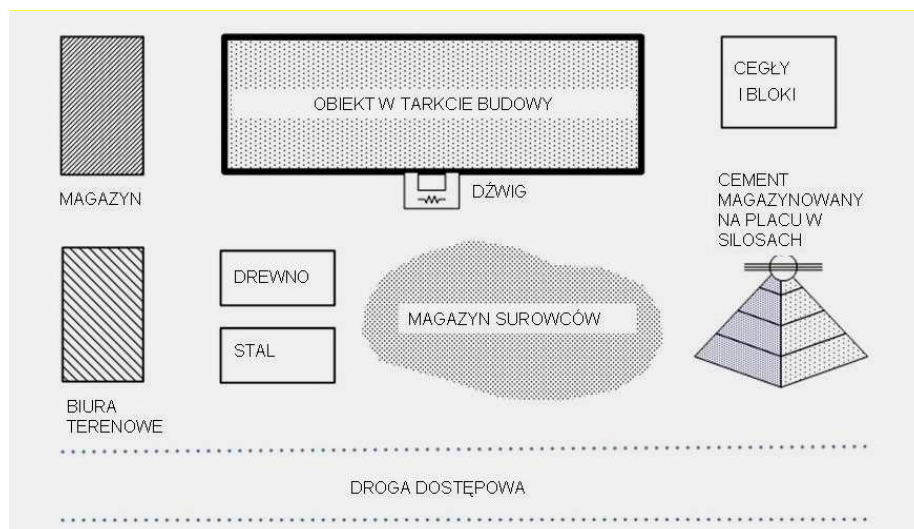 OBIEKT W TARKCIE BUDOWY
CEGŁY
I BLOKI
MAGAZYN
DŹWIG
CEMENT
MAGAZYNOWANY
NA PLACU W
SILOSACH
DREWNO
MAGAZYN SUROWCÓW
STAL
BIURA
TERENOWE
DROGA DOSTĘPOWA